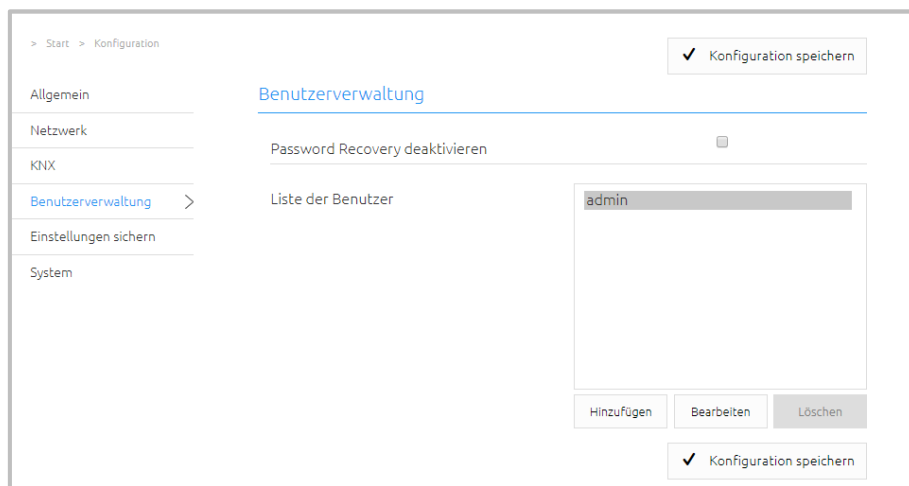 > Start > Konfiguration
✔ Konfiguration speichern
Allgemein
Netzwerk
KNX
Benutzerverwaltung >
Einstellungen sichern
System
Benutzerverwaltung
Password Recovery deaktivieren
Liste der Benutzer
admin
Hinzufügen Bearbeiten Löschen
✔ Konfiguration speichern